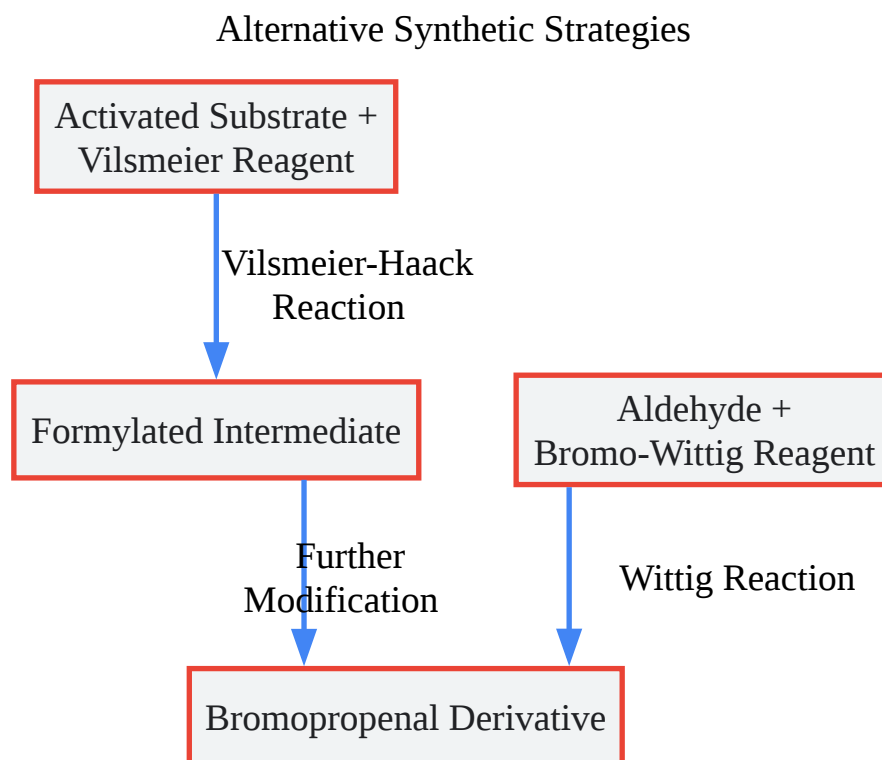 Alternative Synthetic Strategies
Activated Substrate +
Vilsmeier Reagent
Vilsmeier-Haack
Reaction
Formylated Intermediate
Aldehyde +
Bromo-Wittig Reagent
Further
Modification
Wittig Reaction
Bromopropenal Derivative